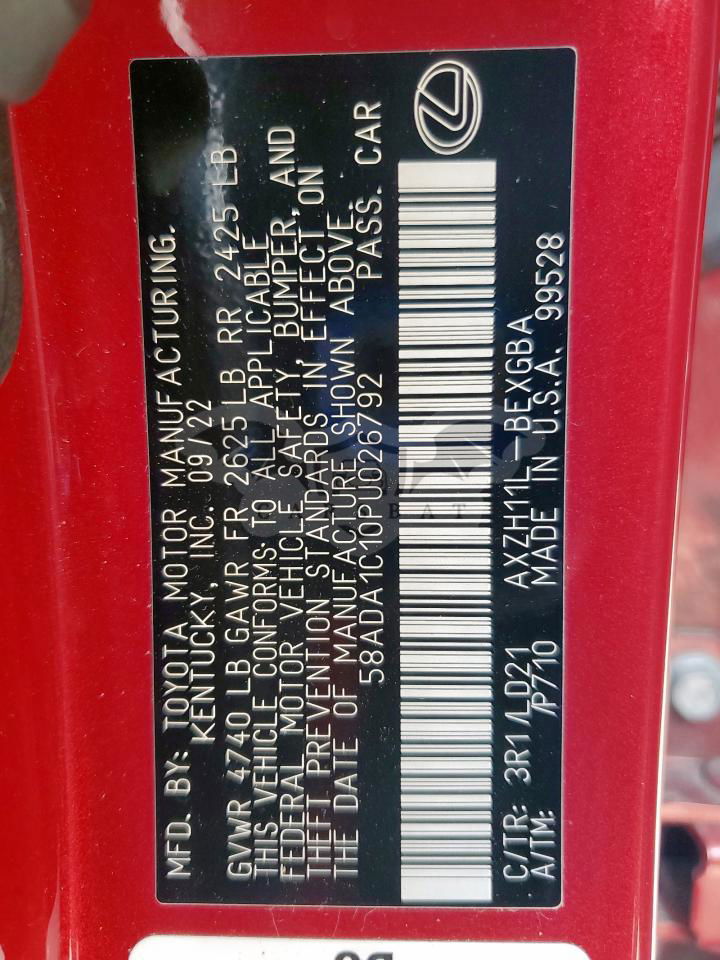 MFD. BY: TOYOTA MOTOR MANUFACTURING.
KENTUCKY, INC. 09/22
GVWR 4740 LB GAWR FR 2625 LB RR 2425 LB
THIS VEHICLE CONFORMS TO ALL APPLICABLE
FEDERAL MOTOR VEHICLE SAFETY, BUMPER, AND
THEFT PREVENTION STANDARDS IN EFFECT ON
THE DATE OF MANUFACTURE SHOWN ABOVE.
58ADA1C10PU026792 PASS. CAR
C/TR: 3R1/LD21 AXZH11L-BEXGBA
A/TM: /P710 MADE IN U.S.A. 99528